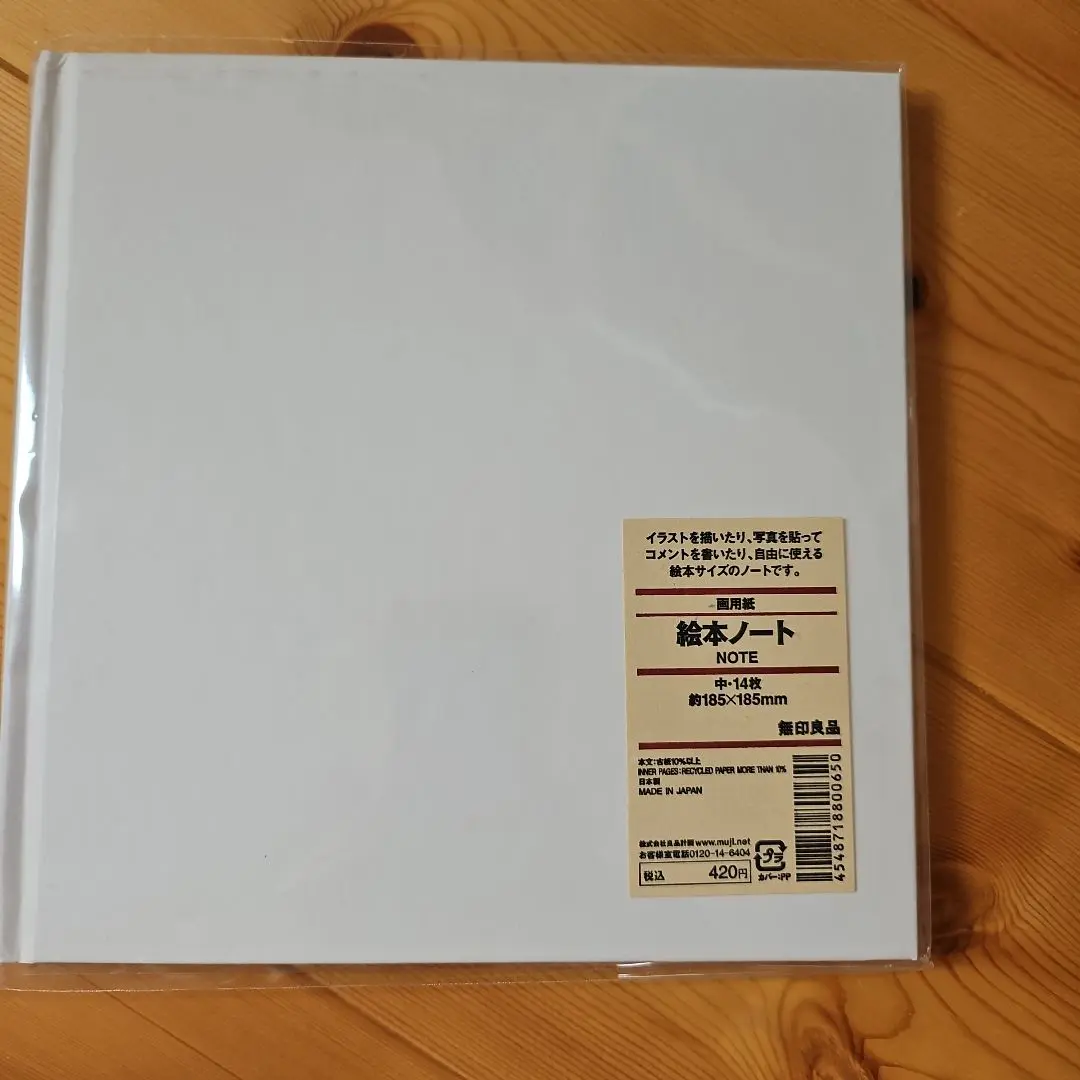 イラストを描いたり、写真を貼って
コメントを書いたり、自由に使える
絵本サイズのノートです。
画用紙
絵本ノート
NOTE
中・14枚
約185×185mm
無印良品
本文:古紙10%以上
INNER PAGES:RECYCLED PAPER MORE THAN 10%
日本製
MADE IN JAPAN
株式会社良品計画 www.muji.net
お客様室電話0120-14-6404
税込 420円
プラ
カバー:PP
4548718800650